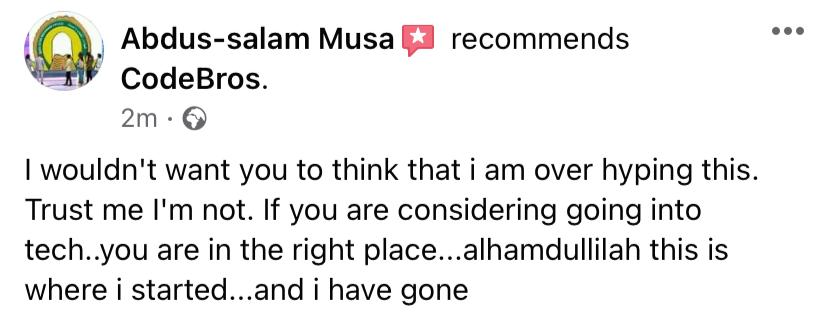 Abdus-salam Musa recommends
CodeBros.
2m ·
I wouldn't want you to think that i am over hyping this.
Trust me I'm not. If you are considering going into
tech..you are in the right place...alhamdullilah this is
where i started...and i have gone